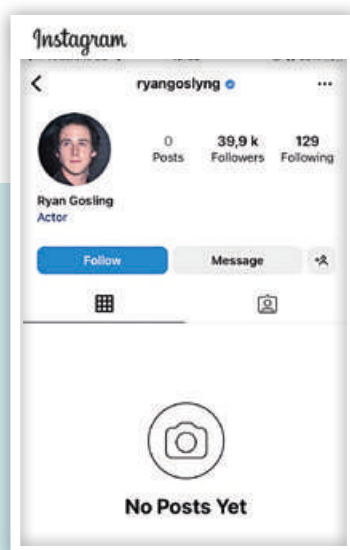 Instagram
ryangoslyng
0 39,9 k 129
Posts Followers Following
Ryan Gosling
Actor
Follow Message
No Posts Yet